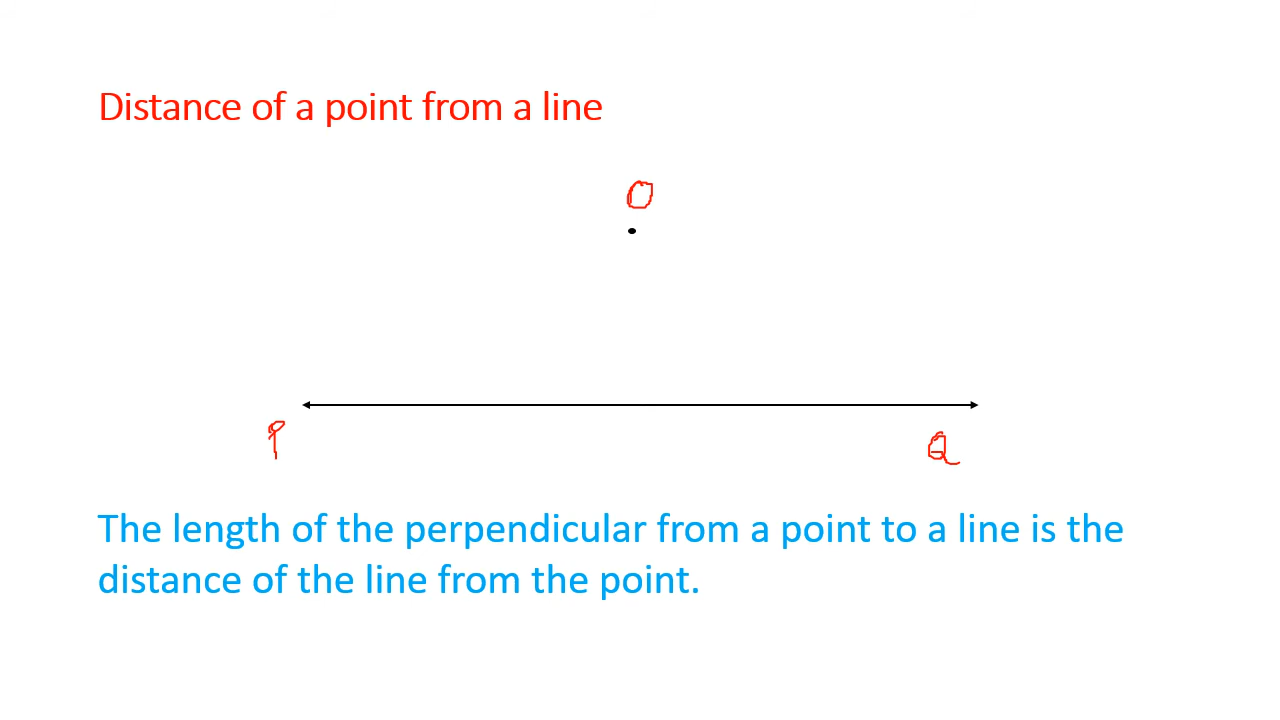 Distance of a point from a line
O
P
Q
The length of the perpendicular from a point to a line is the
distance of the line from the point.